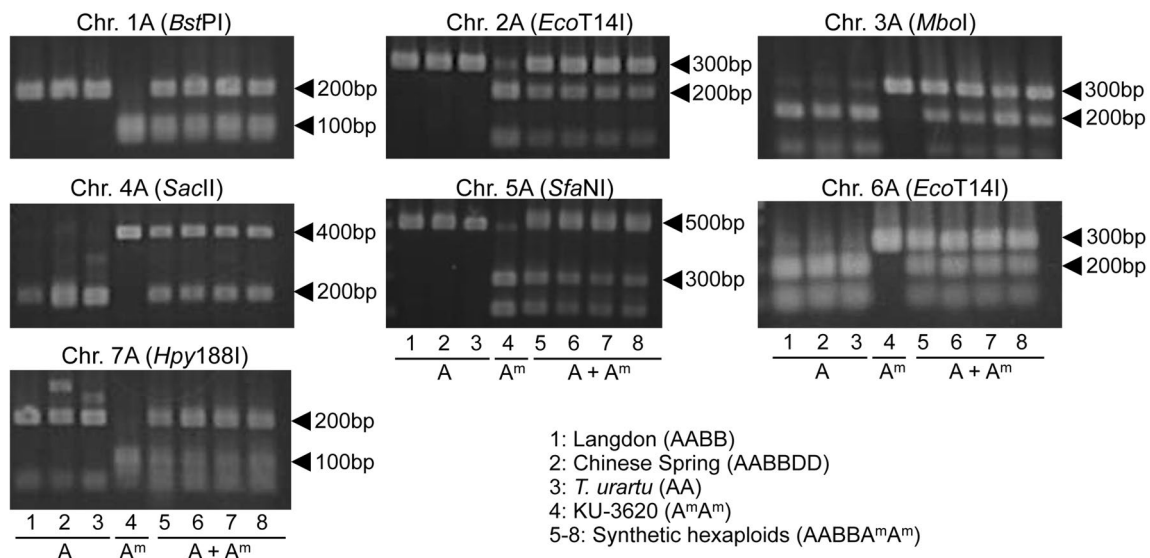 Chr. 1A (BstPI)
200bp
100bp
Chr. 2A (EcoT14I)
300bp
200bp
Chr. 3A (MboI)
300bp
200bp
Chr. 4A (SacII)
400bp
200bp
Chr. 5A (SfaNI)
500bp
300bp
1 2 3 4 5 6 7 8
A Aᵐ A + Aᵐ
Chr. 6A (EcoT14I)
300bp
200bp
1 2 3 4 5 6 7 8
A Aᵐ A + Aᵐ
Chr. 7A (Hpy188I)
200bp
100bp
1 2 3 4 5 6 7 8
A Aᵐ A + Aᵐ
1: Langdon (AABB)
2: Chinese Spring (AABBDD)
3: T. urartu (AA)
4: KU-3620 (AᵐAᵐ)
5-8: Synthetic hexaploids (AABBAᵐAᵐ)